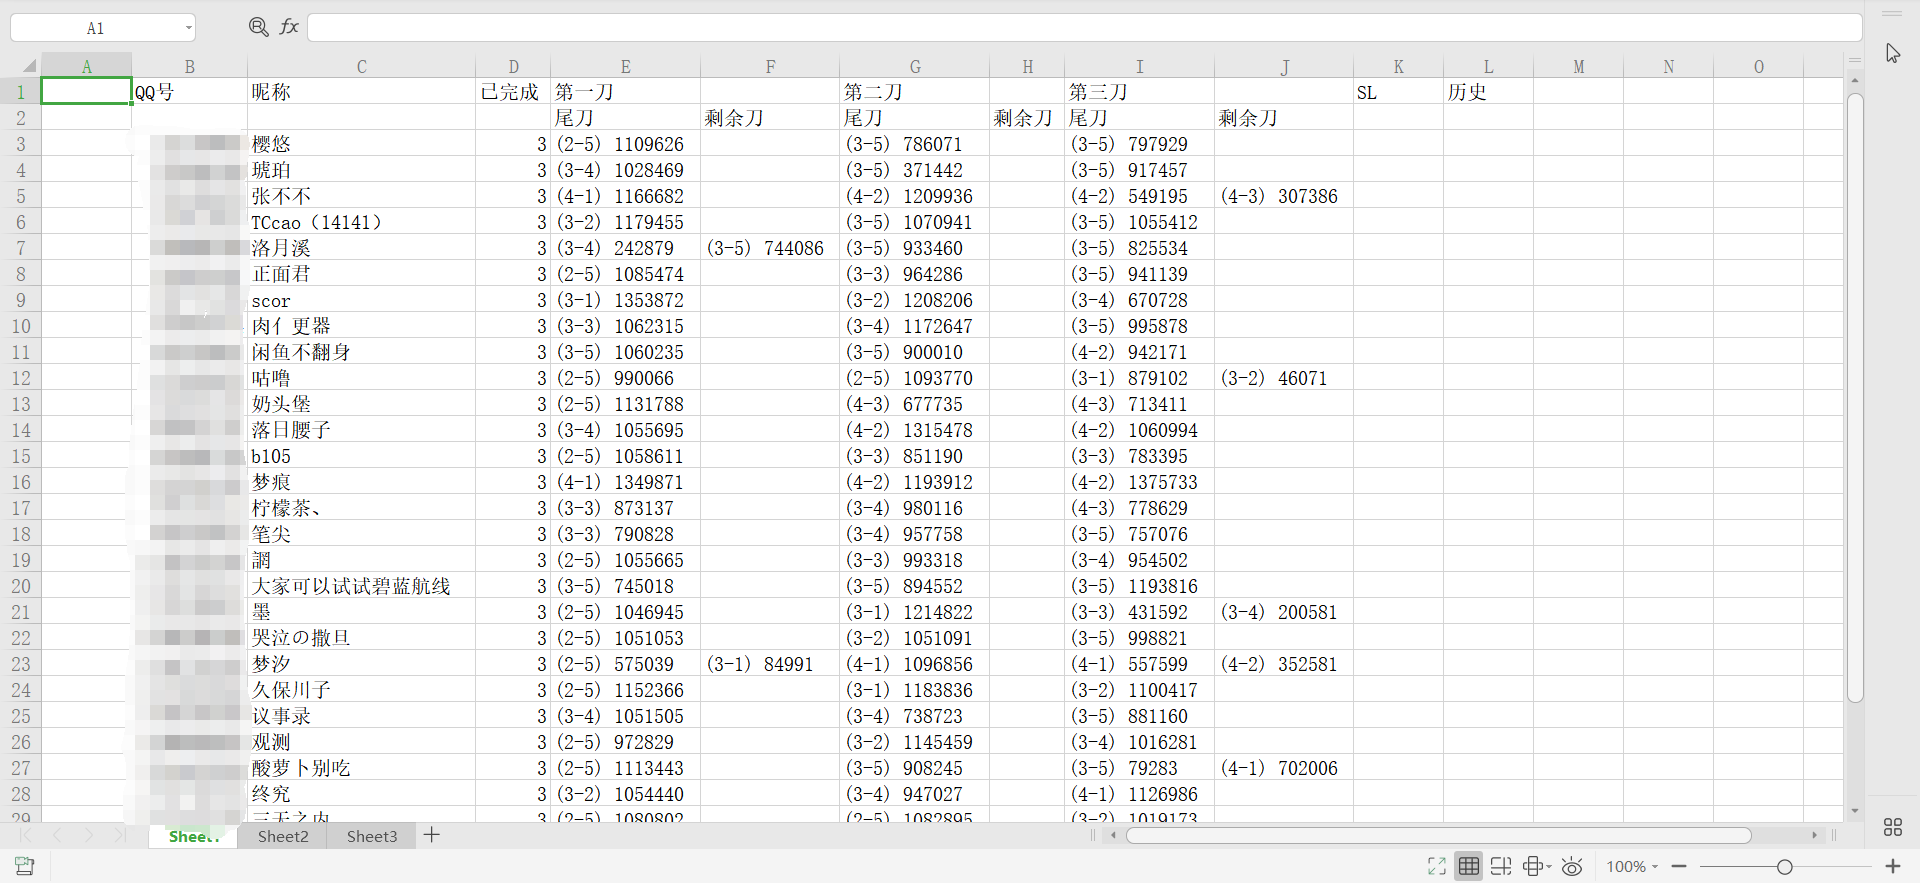 A1 fx
A B C D E F G H I J K L M N O
1 QQ号 昵称 已完成 第一刀 第二刀 第三刀 SL 历史
2 尾刀 剩余刀 尾刀 剩余刀 尾刀 剩余刀
3 樱悠 3 (2-5) 1109626 (3-5) 786071 (3-5) 797929
4 琥珀 3 (3-4) 1028469 (3-5) 371442 (3-5) 917457
5 张不不 3 (4-1) 1166682 (4-2) 1209936 (4-2) 549195 (4-3) 307386
6 TCcao（14141） 3 (3-2) 1179455 (3-5) 1070941 (3-5) 1055412
7 洛月溪 3 (3-4) 242879 (3-5) 744086 (3-5) 933460 (3-5) 825534
8 正面君 3 (2-5) 1085474 (3-3) 964286 (3-5) 941139
9 scor 3 (3-1) 1353872 (3-2) 1208206 (3-4) 670728
10 肉亻更器 3 (3-3) 1062315 (3-4) 1172647 (3-5) 995878
11 闲鱼不翻身 3 (3-5) 1060235 (3-5) 900010 (4-2) 942171
12 咕噜 3 (2-5) 990066 (2-5) 1093770 (3-1) 879102 (3-2) 46071
13 奶头堡 3 (2-5) 1131788 (4-3) 677735 (4-3) 713411
14 落日腰子 3 (3-4) 1055695 (4-2) 1315478 (4-2) 1060994
15 bl05 3 (2-5) 1058611 (3-3) 851190 (3-3) 783395
16 梦痕 3 (4-1) 1349871 (4-2) 1193912 (4-2) 1375733
17 柠檬茶、 3 (3-3) 873137 (3-4) 980116 (4-3) 778629
18 笔尖 3 (3-3) 790828 (3-4) 957758 (3-5) 757076
19 3 (2-5) 1055665 (3-3) 993318 (3-4) 954502
20 大家可以试试碧蓝航线 3 (3-5) 745018 (3-5) 894552 (3-5) 1193816
21 墨 3 (2-5) 1046945 (3-1) 1214822 (3-3) 431592 (3-4) 200581
22 哭泣の撒旦 3 (2-5) 1051053 (3-2) 1051091 (3-5) 998821
23 梦汐 3 (2-5) 575039 (3-1) 84991 (4-1) 1096856 (4-1) 557599 (4-2) 352581
24 久保川子 3 (2-5) 1152366 (3-1) 1183836 (3-2) 1100417
25 议事录 3 (3-4) 1051505 (3-4) 738723 (3-5) 881160
26 观测 3 (2-5) 972829 (3-2) 1145459 (3-4) 1016281
27 酸萝卜别吃 3 (2-5) 1113443 (3-5) 908245 (3-5) 79283 (4-1) 702006
28 终究 3 (3-2) 1054440 (3-4) 947027 (4-1) 1126986
29 三天之内 3 (2-5) 1080802 (2-5) 1082895 (3-2) 1019173
Sheet1 Sheet2 Sheet3
100%